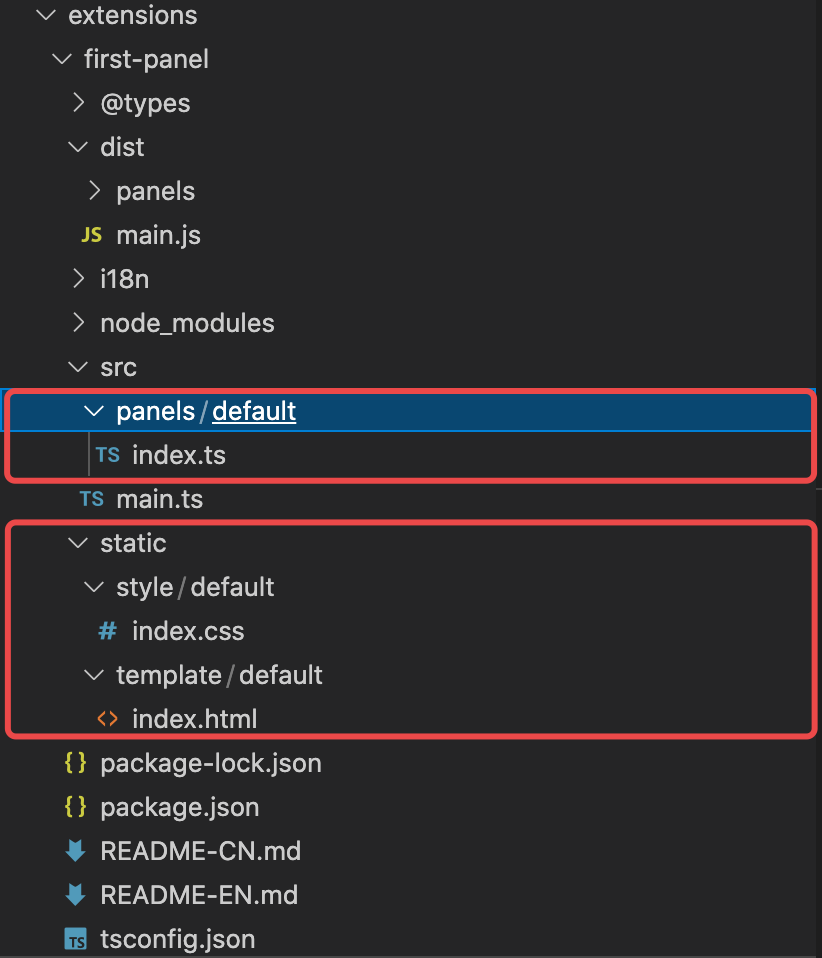 extensions
first-panel
@types
dist
panels
JS main.js
i18n
node_modules
src
panels/default
TS index.ts
TS main.ts
static
style/default
# index.css
template/default
<> index.html
{} package-lock.json
{} package.json
README-CN.md
README-EN.md
TS tsconfig.json